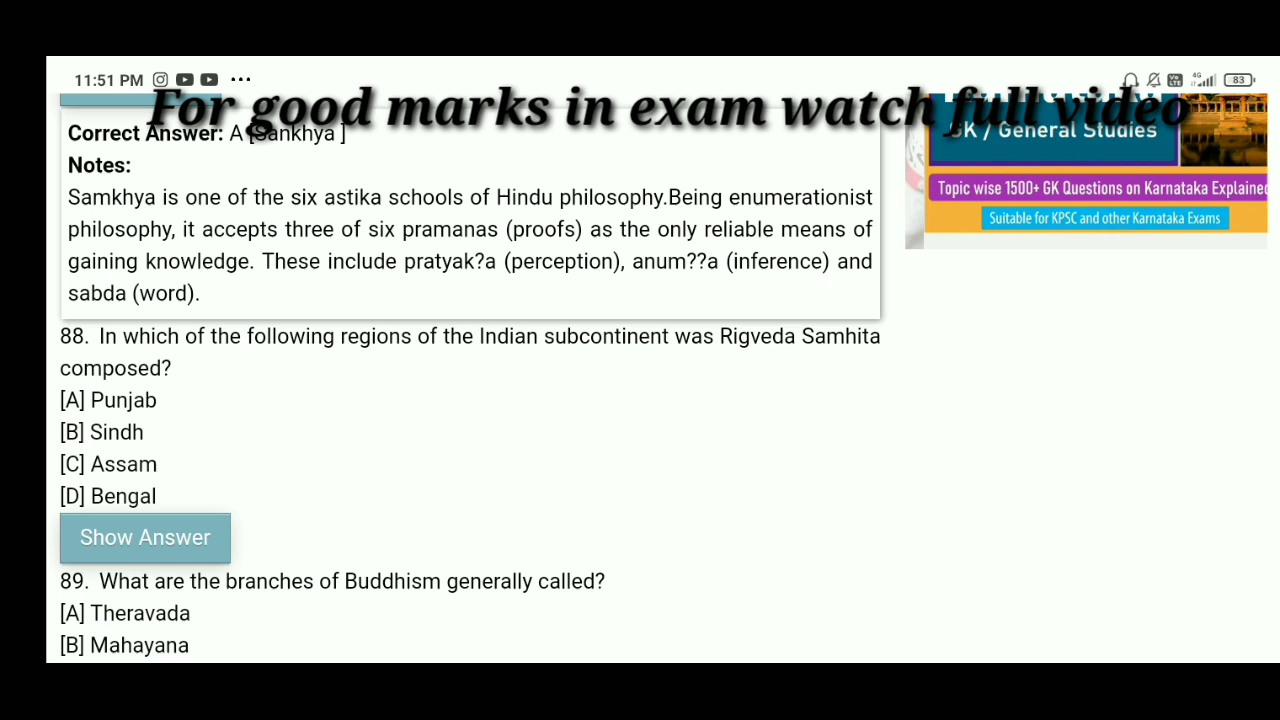 11:51 PM
4G
Vo LTE
83
For good marks in exam watch full video
GK / General Studies
Correct Answer: A [Sankhya ]
Notes:
Topic wise 1500+ GK Questions on Karnataka Explained
Suitable for KPSC and other Karnataka Exams
Samkhya is one of the six astika schools of Hindu philosophy.Being enumerationist
philosophy, it accepts three of six pramanas (proofs) as the only reliable means of
gaining knowledge. These include pratyak?a (perception), anum??a (inference) and
sabda (word).
88. In which of the following regions of the Indian subcontinent was Rigveda Samhita
composed?
[A] Punjab
[B] Sindh
[C] Assam
[D] Bengal
Show Answer
89. What are the branches of Buddhism generally called?
[A] Theravada
[B] Mahayana